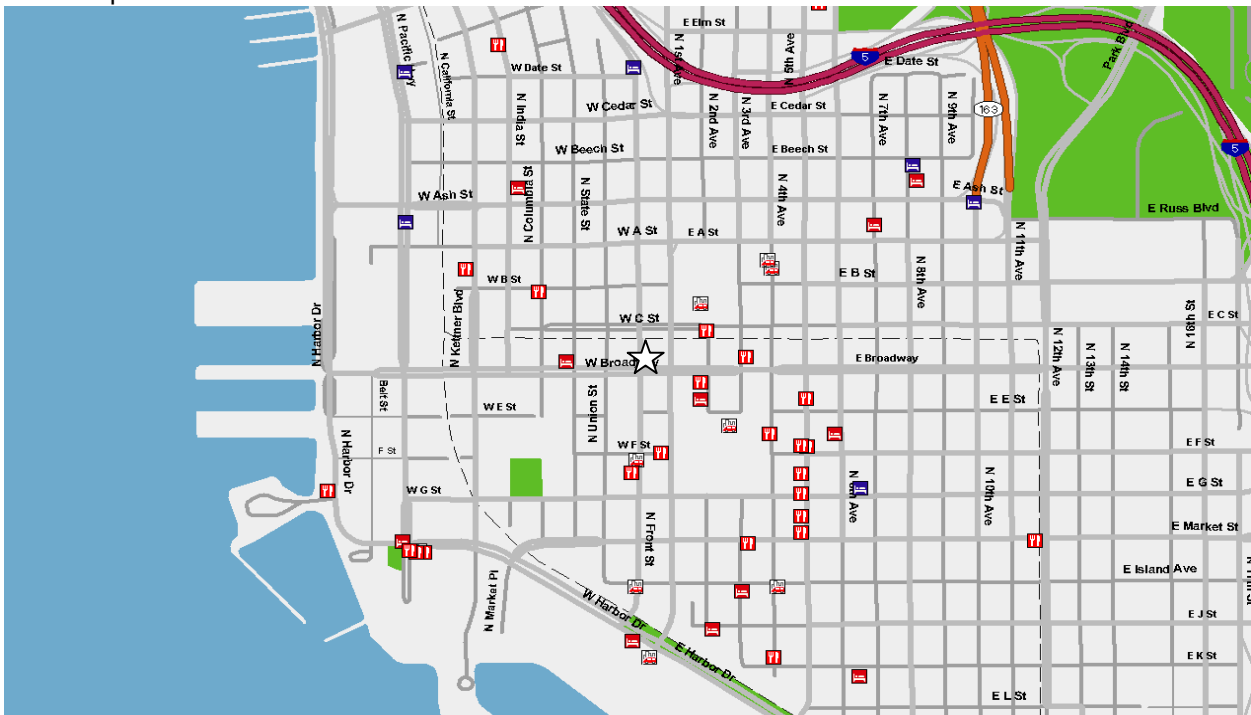 E Elm St
N Pacific Hwy
N California St
N 1st Ave
N 5th Ave
Park Blvd
5
E Date St
W Date St
N India St
W Cedar St
N 2nd Ave
N 3rd Ave
E Cedar St
N 7th Ave
N 9th Ave
163
W Beech St
E Beech St
5
N Columbia St
N State St
N 4th Ave
W Ash St
E Ash St
E Russ Blvd
W A St
E A St
N 11th Ave
W B St
E B St
N 8th Ave
N Harbor Dr
N Kettner Blvd
W C St
E C St
N 16th St
W Broadway
E Broadway
N 12th Ave
N 13th St
N 14th St
Belt St
W E St
N Union St
E E St
N Harbor Dr
F St
W F St
E F St
W G St
N 10th Ave
E G St
N Front St
E Market St
E Island Ave
N Market Pl
W Harbor Dr
E J St
E Harbor Dr
E K St
E L St